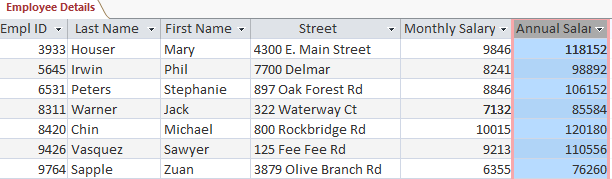 Employee Details
Empl ID Last Name First Name Street Monthly Salary Annual Salar
3933 Houser Mary 4300 E. Main Street 9846 118152
5645 Irwin Phil 7700 Delmar 8241 98892
6531 Peters Stephanie 897 Oak Forest Rd 8846 106152
8311 Warner Jack 322 Waterway Ct 7132 85584
8420 Chin Michael 800 Rockbridge Rd 10015 120180
9426 Vasquez Sawyer 125 Fee Fee Rd 9213 110556
9764 Sapple Zuan 3879 Olive Branch Rd 6355 76260